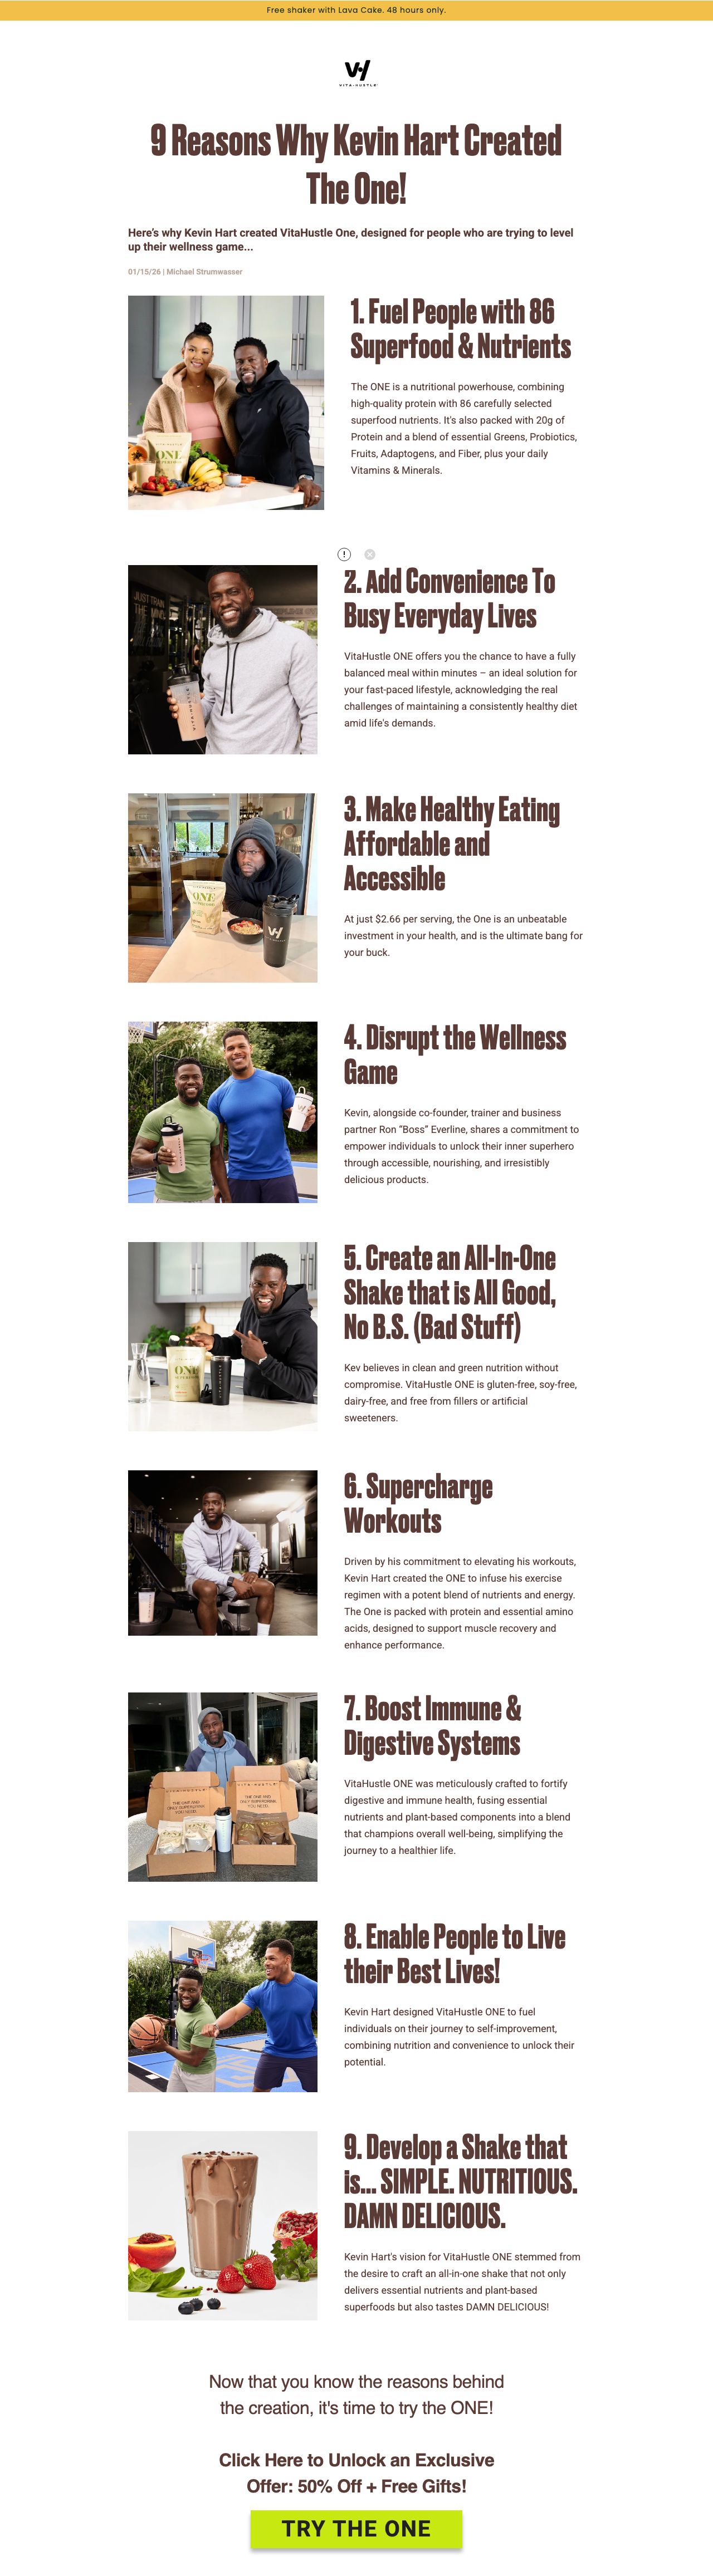 Free shaker with Lava Cake. 48 hours only.
VITA·HUSTLE
9 Reasons Why Kevin Hart Created
The One!
Here's why Kevin Hart created VitaHustle One, designed for people who are trying to level
up their wellness game...
01/15/26 | Michael Strumwasser
1. Fuel People with 86
Superfood & Nutrients
The ONE is a nutritional powerhouse, combining
high-quality protein with 86 carefully selected
superfood nutrients. It's also packed with 20g of
Protein and a blend of essential Greens, Probiotics,
Fruits, Adaptogens, and Fiber, plus your daily
Vitamins & Minerals.
ONE
2. Add Convenience To
Busy Everyday Lives
VitaHustle ONE offers you the chance to have a fully
balanced meal within minutes – an ideal solution for
your fast-paced lifestyle, acknowledging the real
challenges of maintaining a consistently healthy diet
amid life's demands.
JUST TRAIN
3. Make Healthy Eating
Affordable and
Accessible
At just $2.66 per serving, the One is an unbeatable
investment in your health, and is the ultimate bang for
your buck.
ONE
4. Disrupt the Wellness
Game
Kevin, alongside co-founder, trainer and business
partner Ron “Boss” Everline, shares a commitment to
empower individuals to unlock their inner superhero
through accessible, nourishing, and irresistibly
delicious products.
5. Create an All-In-One
Shake that is All Good,
No B.S. (Bad Stuff)
Kev believes in clean and green nutrition without
compromise. VitaHustle ONE is gluten-free, soy-free,
dairy-free, and free from fillers or artificial
sweeteners.
ONE
6. Supercharge
Workouts
Driven by his commitment to elevating his workouts,
Kevin Hart created the ONE to infuse his exercise
regimen with a potent blend of nutrients and energy.
The One is packed with protein and essential amino
acids, designed to support muscle recovery and
enhance performance.
7. Boost Immune &
Digestive Systems
VitaHustle ONE was meticulously crafted to fortify
digestive and immune health, fusing essential
nutrients and plant-based components into a blend
that champions overall well-being, simplifying the
journey to a healthier life.
VITA·HUSTLE
THE ONE AND
ONLY SUPERDRINK
YOU NEED.
THE ONE AND
ONLY SUPERDRINK
YOU NEED.
8. Enable People to Live
their Best Lives!
Kevin Hart designed VitaHustle ONE to fuel
individuals on their journey to self-improvement,
combining nutrition and convenience to unlock their
potential.
9. Develop a Shake that
is... SIMPLE. NUTRITIOUS.
DAMN DELICIOUS.
Kevin Hart's vision for VitaHustle ONE stemmed from
the desire to craft an all-in-one shake that not only
delivers essential nutrients and plant-based
superfoods but also tastes DAMN DELICIOUS!
Now that you know the reasons behind
the creation, it's time to try the ONE!
Click Here to Unlock an Exclusive
Offer: 50% Off + Free Gifts!
TRY THE ONE